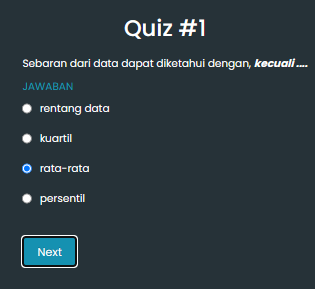 Quiz #1
Sebaran dari data dapat diketahui dengan, kecuali ....
JAWABAN
rentang data
kuartil
rata-rata
persentil
Next